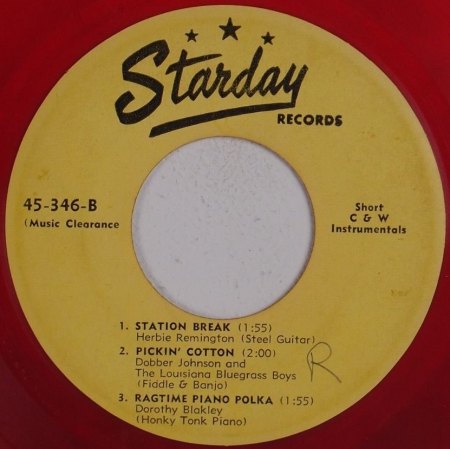 Starday
RECORDS
45-346-B
(Music Clearance
Short
C & W
Instrumentals
1. STATION BREAK (1:55)
Herbie Remington (Steel Guitar)
2. PICKIN' COTTON (2:00)
Dobber Johnson and
The Lousiana Bluegrass Boys
(Fiddle & Banjo)
3. RAGTIME PIANO POLKA (1:55)
Dorothy Blakley
(Honky Tonk Piano)
R